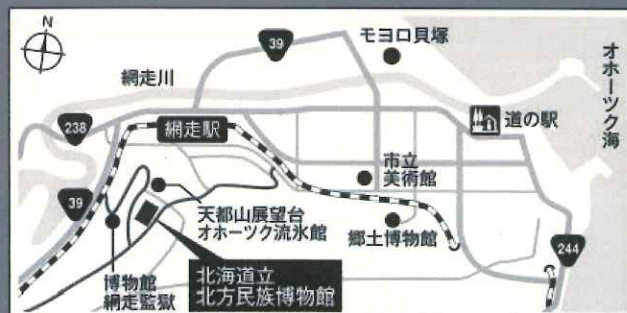 N
39
モヨロ貝塚
オホーツク海
網走川
238
網走駅
道の駅
市立
美術館
39
天都山展望台
オホーツク流氷館
郷土博物館
244
博物館
網走監獄
北海道立
北方民族博物館